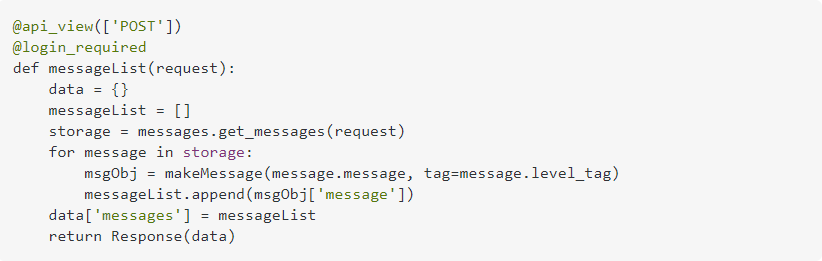 @api_view(['POST'])
@login_required
def messageList(request):
    data = {}
    messageList = []
    storage = messages.get_messages(request)
    for message in storage:
        msgObj = makeMessage(message.message, tag=message.level_tag)
        messageList.append(msgObj['message'])
    data['messages'] = messageList
    return Response(data)